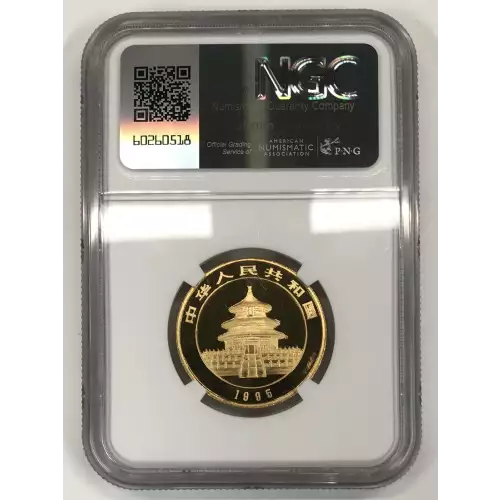 NGC
Numismatic Guaranty Company
60260518
Official Grading
Service of
AMERICAN
NUMISMATIC
ASSOCIATION
PNG
中华人民共和国
1995